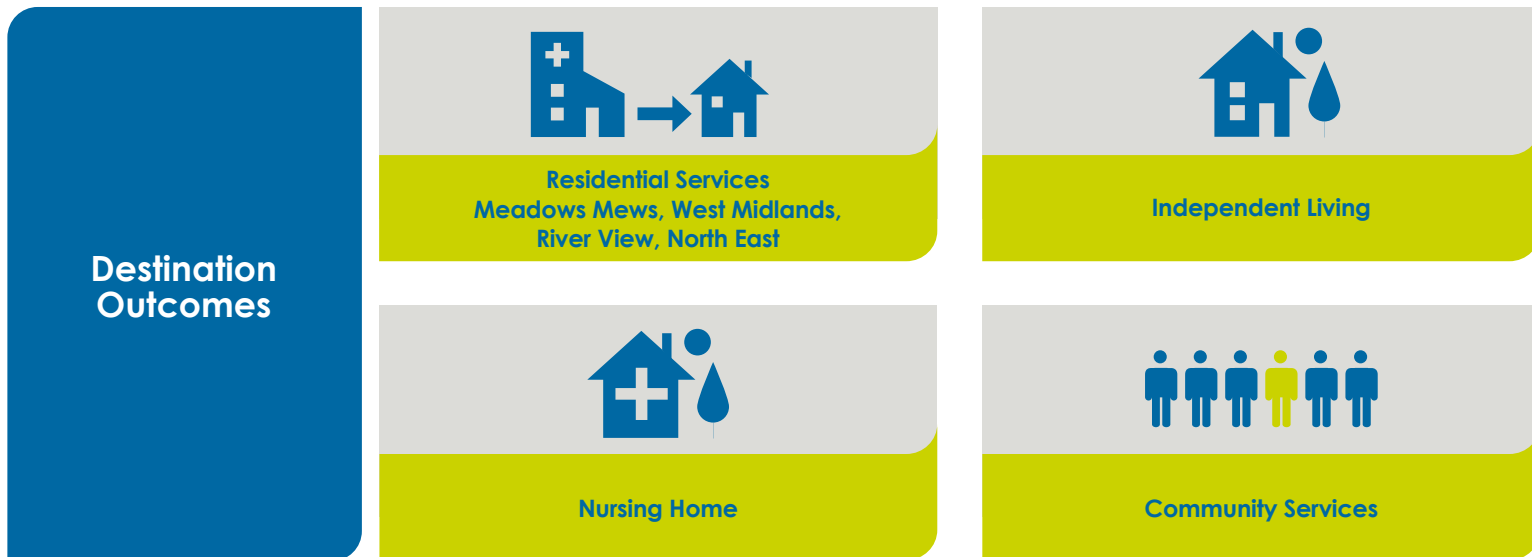 Destination
Outcomes
Residential Services
Meadows Mews, West Midlands,
River View, North East
Independent Living
Nursing Home
Community Services